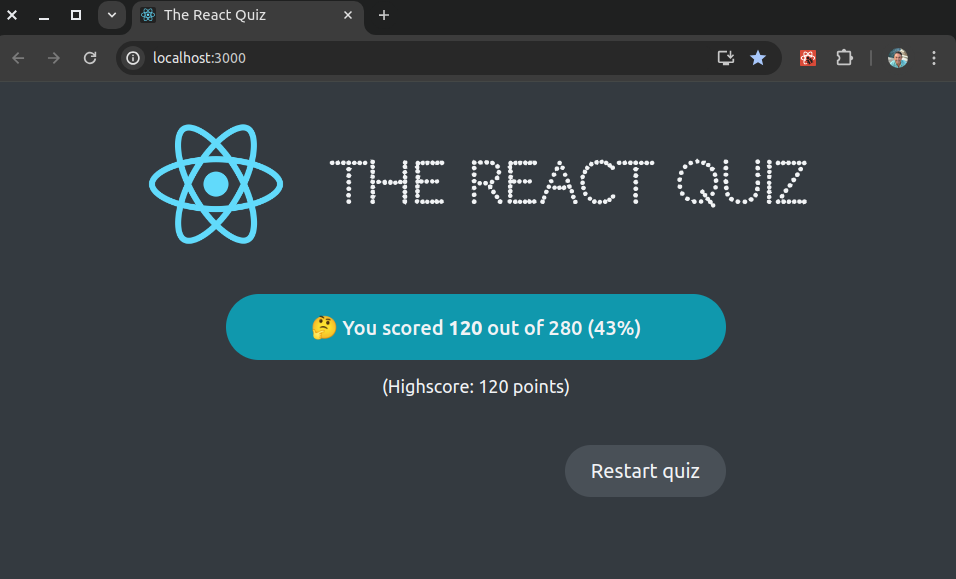 The React Quiz
localhost:3000
THE REACT QUIZ
🤔 You scored 120 out of 280 (43%)
(Highscore: 120 points)
Restart quiz